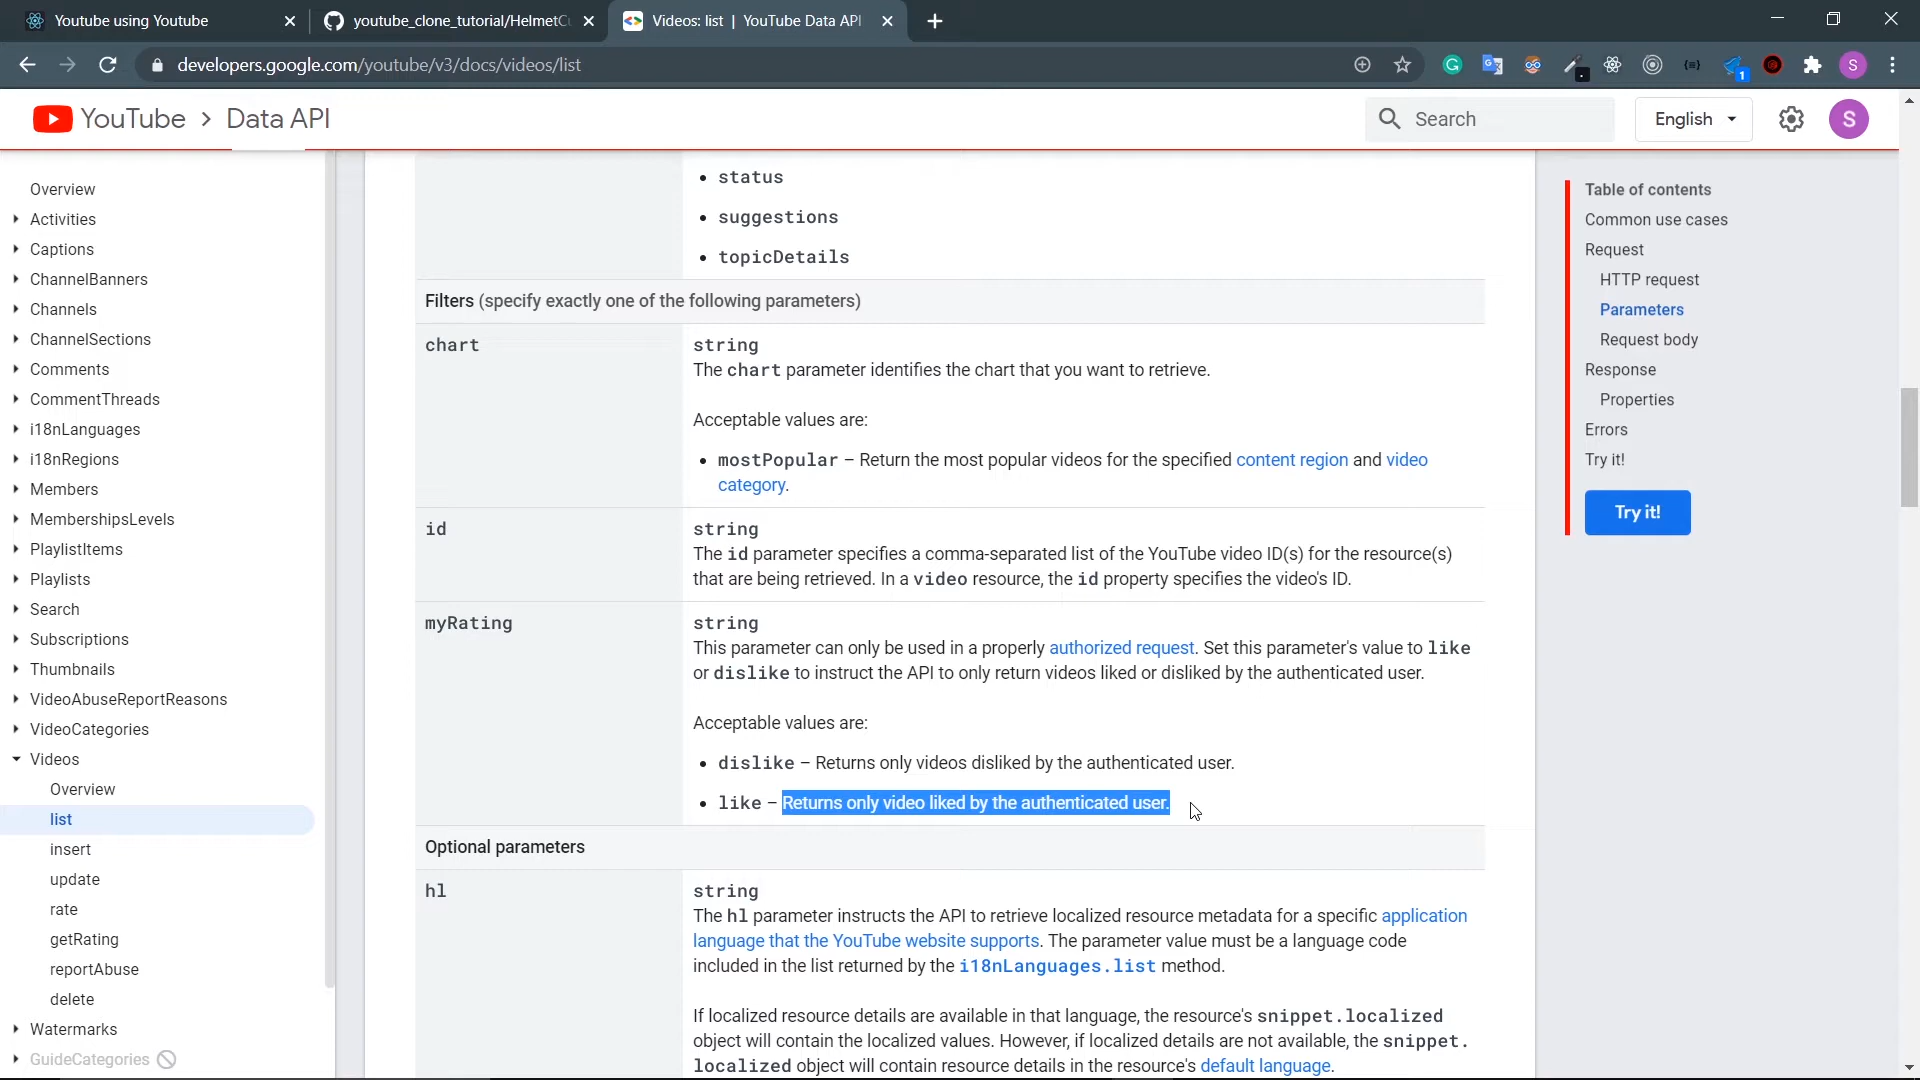 Youtube using Youtube
youtube_clone_tutorial/HelmetCu
Videos: list | YouTube Data API
developers.google.com/youtube/v3/docs/videos/list
1
S
YouTube > Data API
Search
English
S
Overview
Activities
Captions
ChannelBanners
Channels
ChannelSections
Comments
CommentThreads
i18nLanguages
i18nRegions
Members
MembershipsLevels
PlaylistItems
Playlists
Search
Subscriptions
Thumbnails
VideoAbuseReportReasons
VideoCategories
Videos
Overview
list
insert
update
rate
getRating
reportAbuse
delete
Watermarks
GuideCategories
• status
• suggestions
• topicDetails
Filters (specify exactly one of the following parameters)
chart
string
The chart parameter identifies the chart that you want to retrieve.
Acceptable values are:
• mostPopular – Return the most popular videos for the specified content region and video
category.
id
string
The id parameter specifies a comma-separated list of the YouTube video ID(s) for the resource(s)
that are being retrieved. In a video resource, the id property specifies the video's ID.
myRating
string
This parameter can only be used in a properly authorized request. Set this parameter's value to like
or dislike to instruct the API to only return videos liked or disliked by the authenticated user.
Acceptable values are:
• dislike – Returns only videos disliked by the authenticated user.
• like – Returns only video liked by the authenticated user.
Optional parameters
hl
string
The hl parameter instructs the API to retrieve localized resource metadata for a specific application
language that the YouTube website supports. The parameter value must be a language code
included in the list returned by the i18nLanguages.list method.
If localized resource details are available in that language, the resource's snippet.localized
object will contain the localized values. However, if localized details are not available, the snippet.
localized object will contain resource details in the resource's default language.
Table of contents
Common use cases
Request
HTTP request
Parameters
Request body
Response
Properties
Errors
Try it!
Try it!